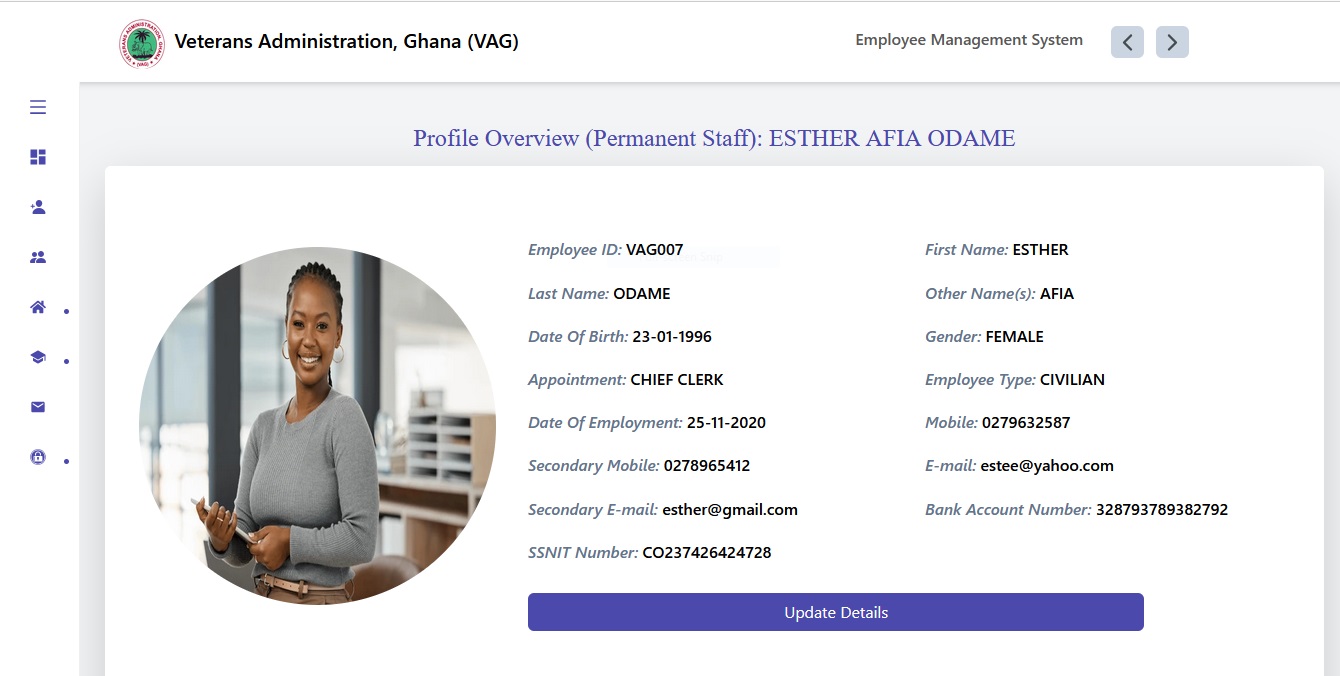 VETERANS ADMINISTRATION, GHANA
(VAG)
Veterans Administration, Ghana (VAG)
Employee Management System
Profile Overview (Permanent Staff): ESTHER AFIA ODAME
Employee ID: VAG007
First Name: ESTHER
Last Name: ODAME
Other Name(s): AFIA
Date Of Birth: 23-01-1996
Gender: FEMALE
Appointment: CHIEF CLERK
Employee Type: CIVILIAN
Date Of Employment: 25-11-2020
Mobile: 0279632587
Secondary Mobile: 0278965412
E-mail: estee@yahoo.com
Secondary E-mail: esther@gmail.com
Bank Account Number: 328793789382792
SSNIT Number: CO237426424728
Update Details